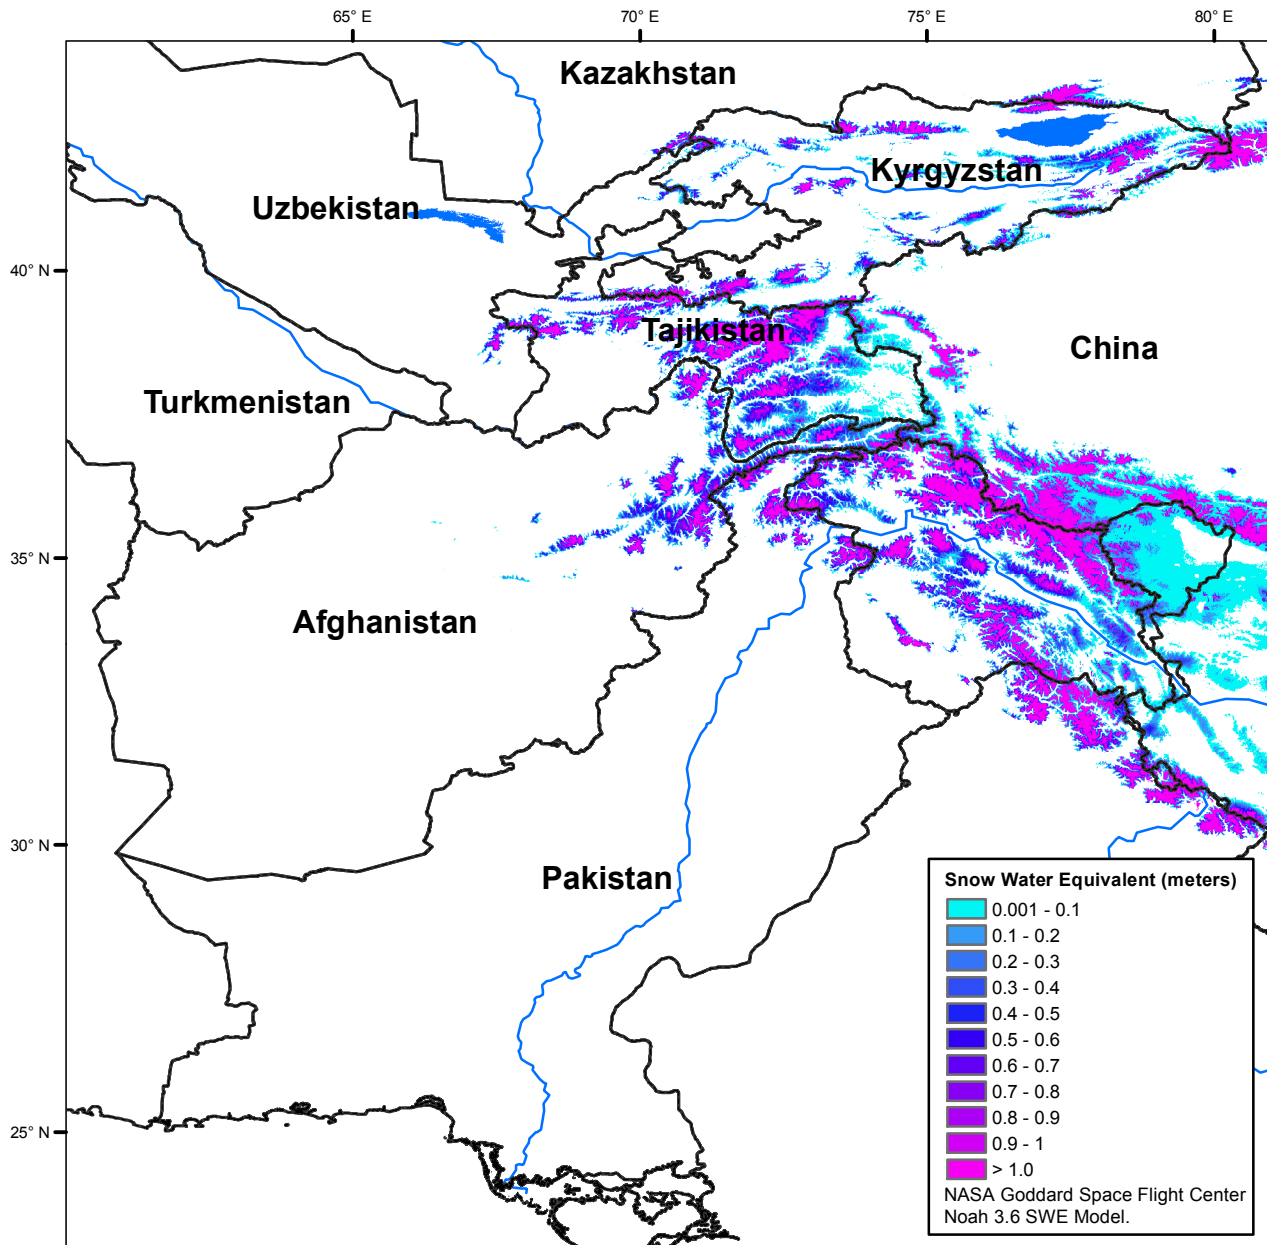 65° E
70° E
75° E
80° E
Kazakhstan
Kyrgyzstan
Uzbekistan
40° N
Tajikistan
China
Turkmenistan
35° N
Afghanistan
30° N
Pakistan
25° N
Snow Water Equivalent (meters)
0.001 - 0.1
0.1 - 0.2
0.2 - 0.3
0.3 - 0.4
0.4 - 0.5
0.5 - 0.6
0.6 - 0.7
0.7 - 0.8
0.8 - 0.9
0.9 - 1
> 1.0
NASA Goddard Space Flight Center
Noah 3.6 SWE Model.